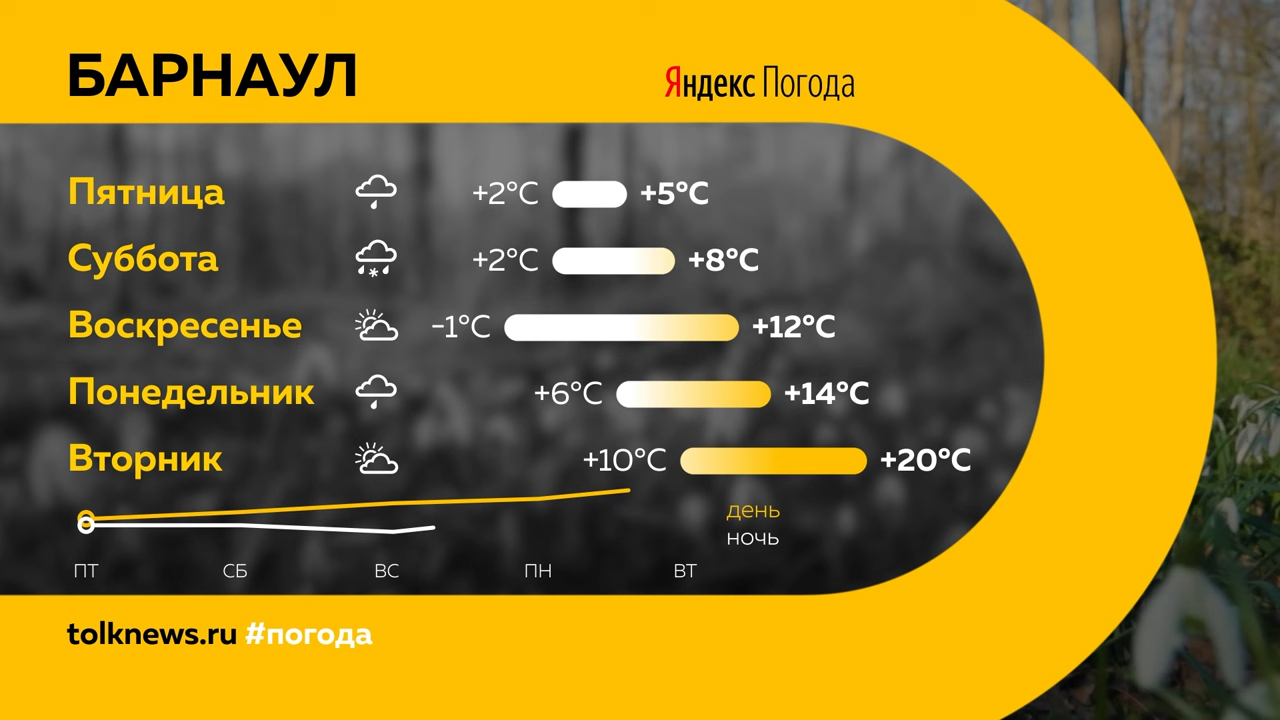 БАРНАУЛ
Яндекс Погода
Пятница +2°C +5°C
Суббота +2°C +8°C
Воскресенье -1°C +12°C
Понедельник +6°C +14°C
Вторник +10°C +20°C
день
ночь
ПТ СБ ВС ПН ВТ
tolknews.ru #погода